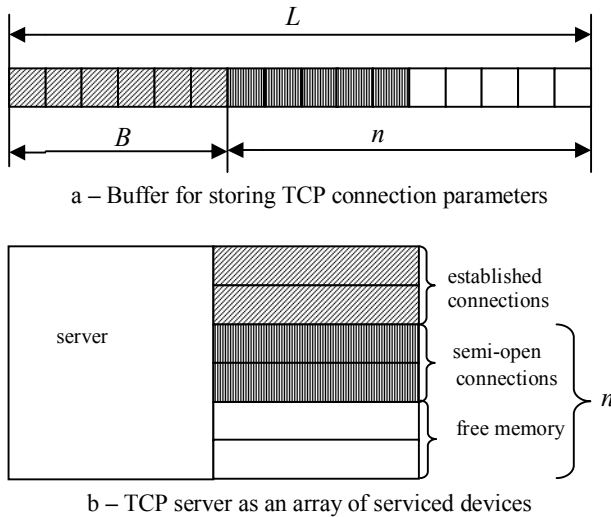 L
B
n
a – Buffer for storing TCP connection parameters
server
established
connections
semi-open
connections
free memory
n
b – TCP server as an array of serviced devices